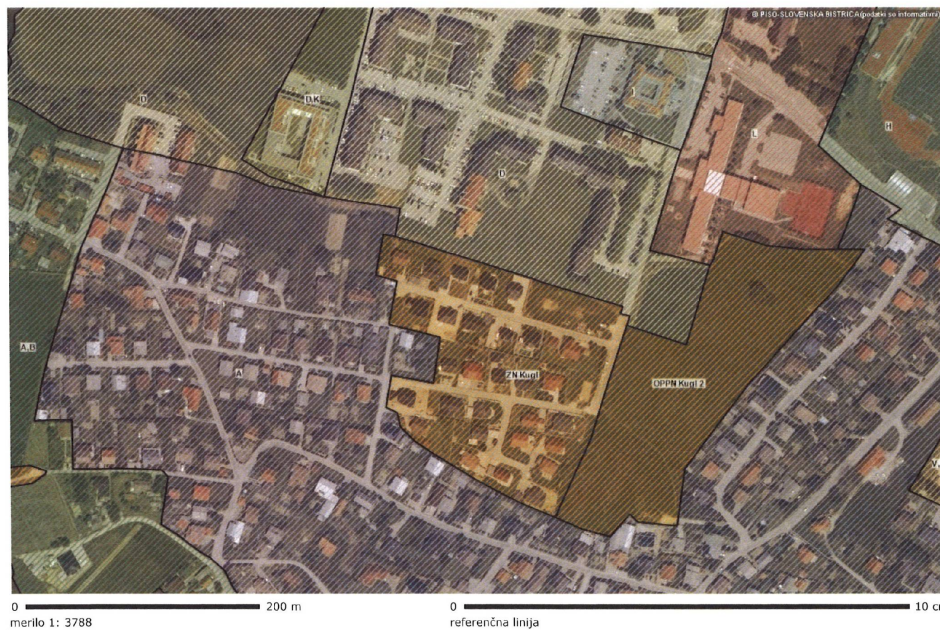 © PISO-SLOVENSKA BISTRICA(podatki so informativni)
D
D,K
I
L
H
D
A,B
A
ZN Kugl
OPPN Kugl 2
V
0 200 m
merilo 1: 3788
0 10 cm
referenčna linija